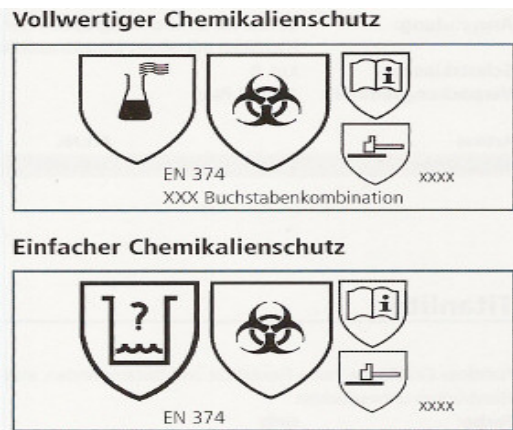 Vollwertiger Chemikalienschutz
i
EN 374
xxxx
XXX Buchstabenkombination
Einfacher Chemikalienschutz
?
i
EN 374
xxxx